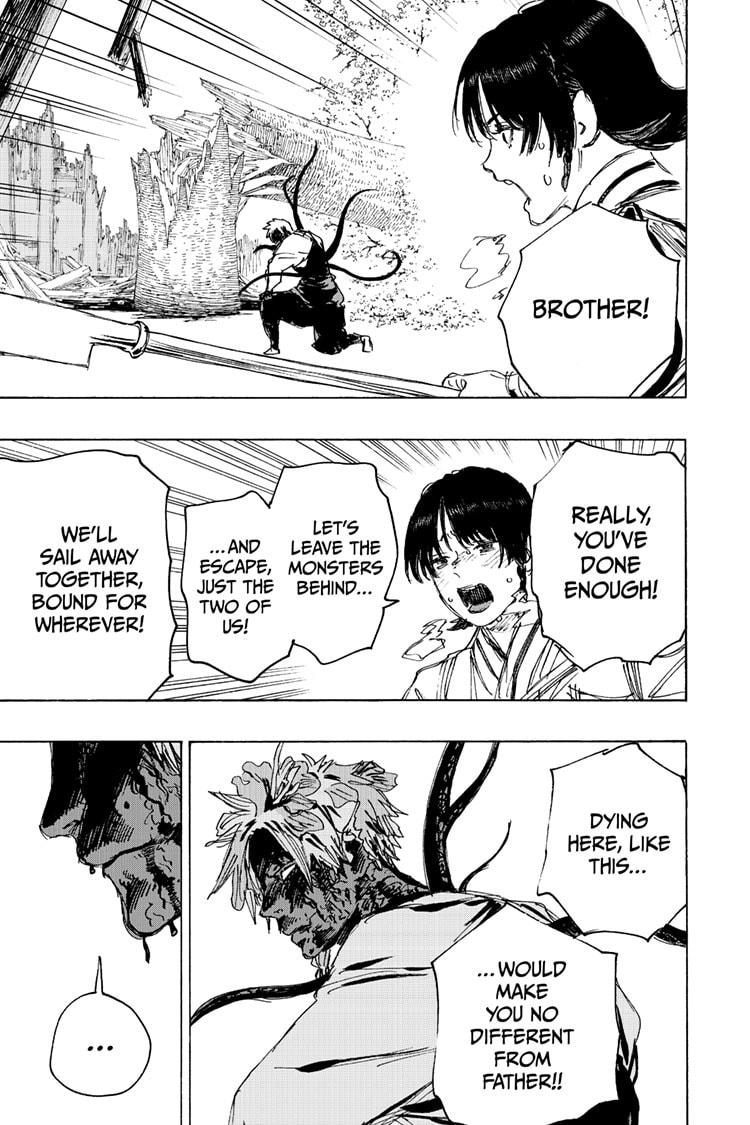 BROTHER!
REALLY,
YOU'VE
DONE
ENOUGH!
LET'S
LEAVE THE
MONSTERS
BEHIND...
...AND
ESCAPE,
JUST THE
TWO OF
US!
WE'LL
SAIL AWAY
TOGETHER,
BOUND FOR
WHEREVER!
DYING
HERE, LIKE
THIS...
...WOULD
MAKE
YOU NO
DIFFERENT
FROM
FATHER!!
...